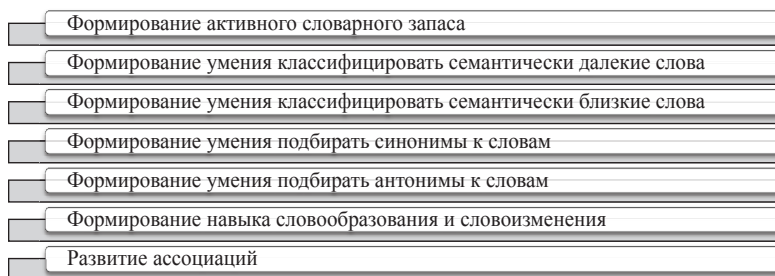 Формирование активного словарного запаса
Формирование умения классифицировать семантически далекие слова
Формирование умения классифицировать семантически близкие слова
Формирование умения подбирать синонимы к словам
Формирование умения подбирать антонимы к словам
Формирование навыка словообразования и словоизменения
Развитие ассоциаций